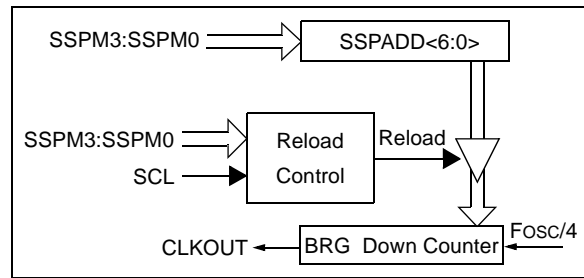 SSPM3:SSPM0
SSPADD<6:0>
SSPM3:SSPM0
SCL
Reload
Control
Reload
CLKOUT
BRG Down Counter
FOSC/4